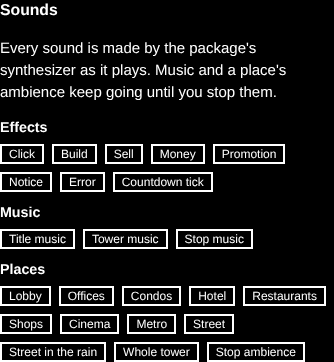 Sounds
Every sound is made by the package's
synthesizer as it plays. Music and a place's
ambience keep going until you stop them.
Effects
Click Build Sell Money Promotion
Notice Error Countdown tick
Music
Title music Tower music Stop music
Places
Lobby Offices Condos Hotel Restaurants
Shops Cinema Metro Street
Street in the rain Whole tower Stop ambience